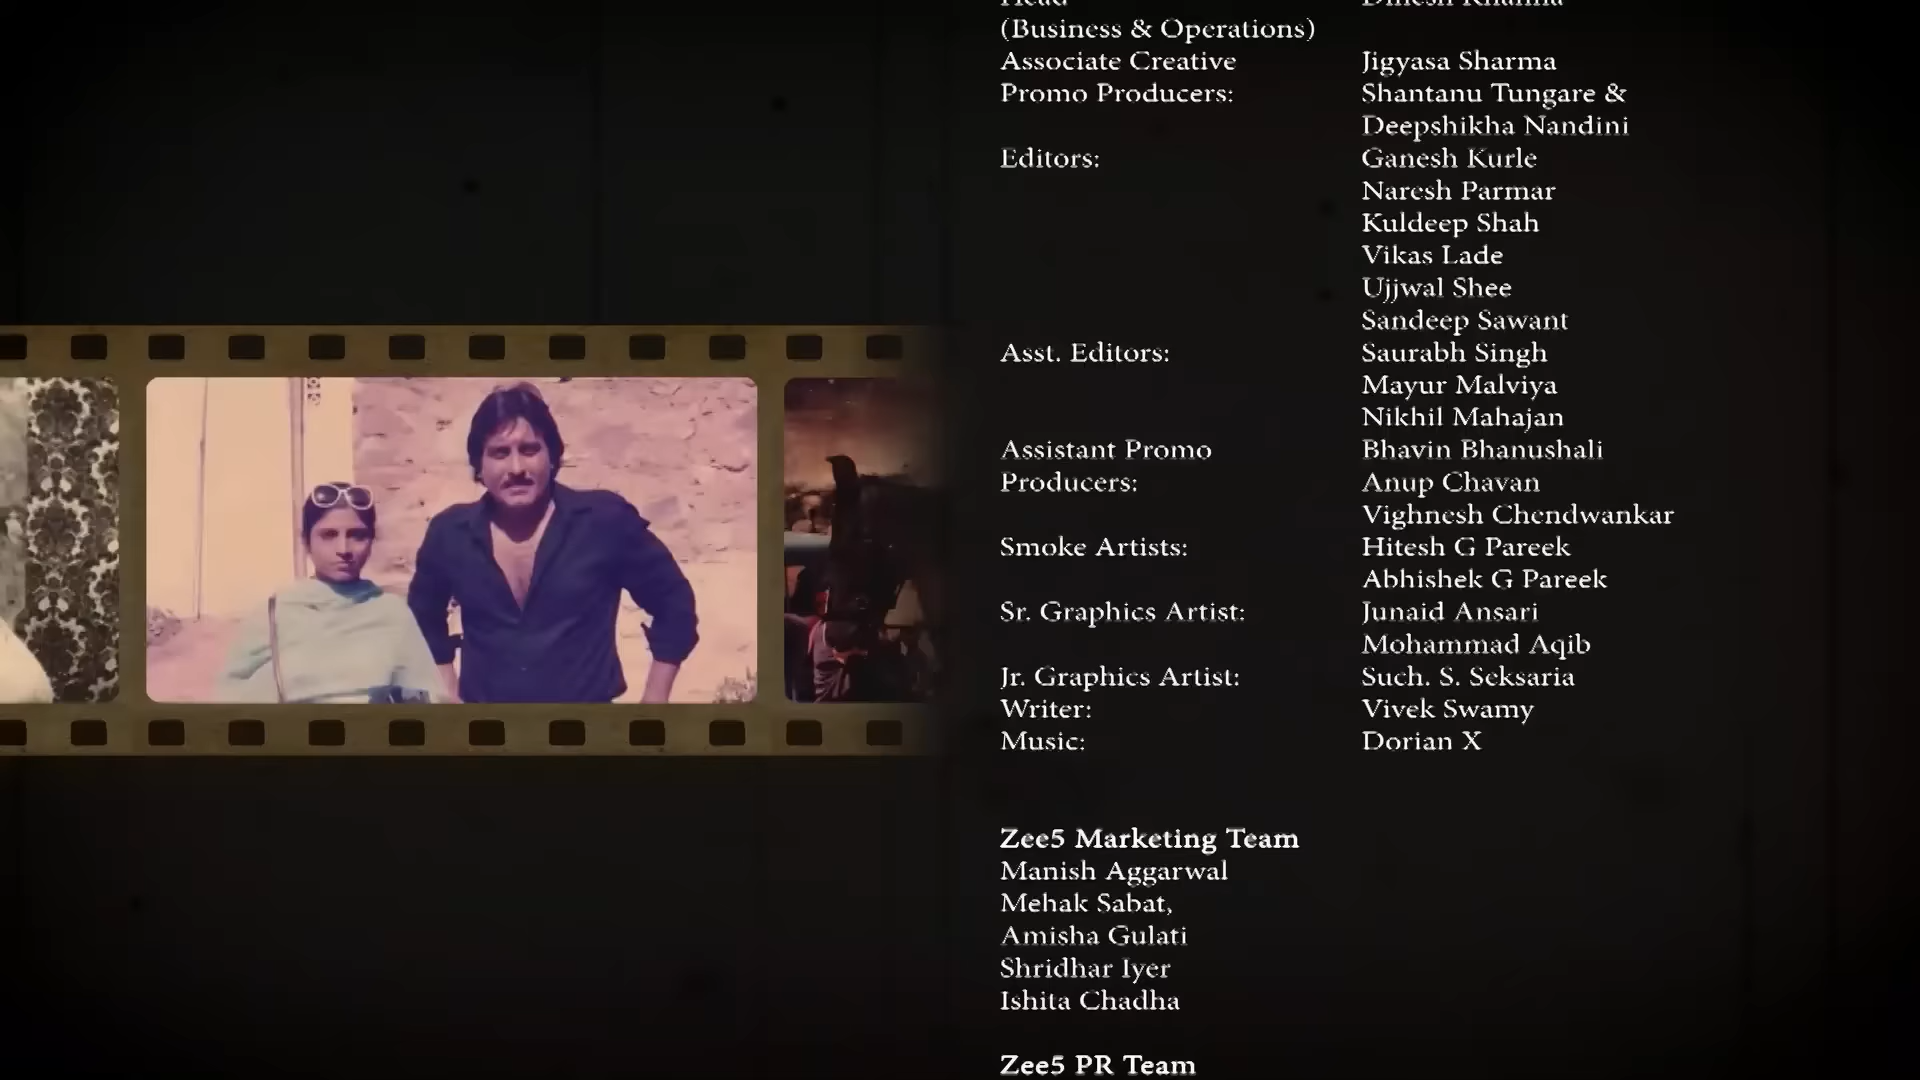 Head Dinesh Khanna
(Business & Operations)
Associate Creative Jigyasa Sharma
Promo Producers: Shantanu Tungare &
Deepshikha Nandini
Editors: Ganesh Kurle
Naresh Parmar
Kuldeep Shah
Vikas Lade
Ujjwal Shee
Sandeep Sawant
Asst. Editors: Saurabh Singh
Mayur Malviya
Nikhil Mahajan
Assistant Promo Bhavin Bhanushali
Producers: Anup Chavan
Vighnesh Chendwankar
Smoke Artists: Hitesh G Pareek
Abhishek G Pareek
Sr. Graphics Artist: Junaid Ansari
Mohammad Aqib
Jr. Graphics Artist: Such. S. Seksaria
Writer: Vivek Swamy
Music: Dorian X
Zee5 Marketing Team
Manish Aggarwal
Mehak Sabat,
Amisha Gulati
Shridhar Iyer
Ishita Chadha
Zee5 PR Team